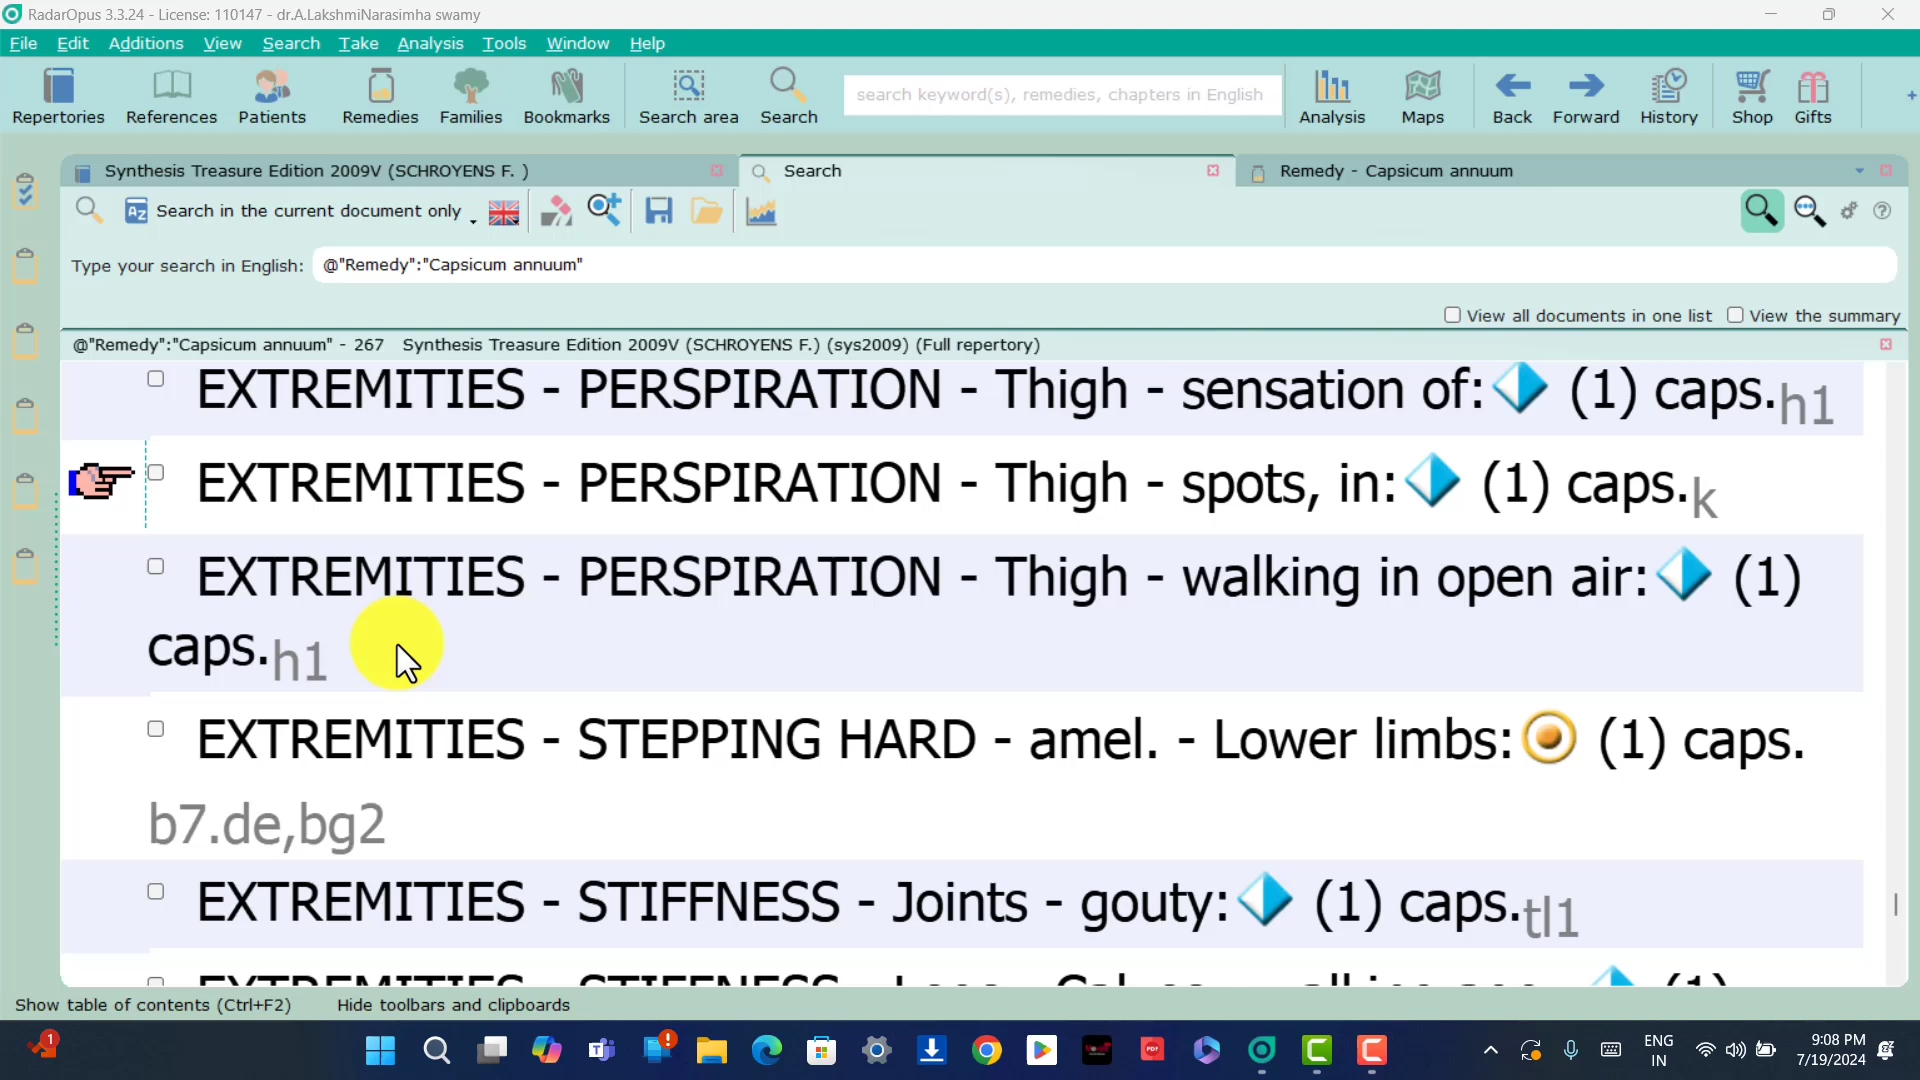 RadarOpus 3.3.24 - License: 110147 - dr.A.LakshmiNarasimha swamy
File Edit Additions View Search Take Analysis Tools Window Help
Repertories References Patients Remedies Families Bookmarks Search area Search search keyword(s), remedies, chapters in English Analysis Maps Back Forward History Shop Gifts
Synthesis Treasure Edition 2009V (SCHROYENS F. ) Search Remedy - Capsicum annuum
AZ Search in the current document only
Type your search in English: @"Remedy":"Capsicum annuum"
View all documents in one list View the summary
@"Remedy":"Capsicum annuum" - 267 Synthesis Treasure Edition 2009V (SCHROYENS F.) (sys2009) (Full repertory)
EXTREMITIES - PERSPIRATION - Thigh - sensation of: (1) caps.h1
EXTREMITIES - PERSPIRATION - Thigh - spots, in: (1) caps.k
EXTREMITIES - PERSPIRATION - Thigh - walking in open air: (1)
caps.h1
EXTREMITIES - STEPPING HARD - amel. - Lower limbs: (1) caps.
b7.de,bg2
EXTREMITIES - STIFFNESS - Joints - gouty: (1) caps.tl1
Show table of contents (Ctrl+F2) Hide toolbars and clipboards
1
ENG
IN
9:08 PM
7/19/2024